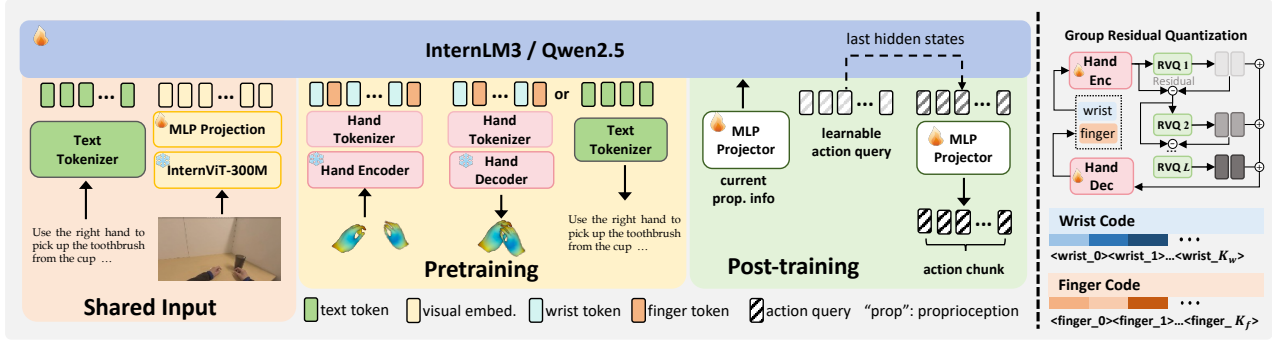 InternLM3 / Qwen2.5
last hidden states
...
...
Text
Tokenizer
MLP Projection
InternViT-300M
Use the right hand to
pick up the toothbrush
from the cup ...
Shared Input
...
...
or
Hand
Tokenizer
Hand Encoder
Hand
Tokenizer
Hand
Decoder
Text
Tokenizer
Use the right hand to
pick up the toothbrush
from the cup ...
Pretraining
MLP
Projector
current
prop. info
...
learnable
action query
...
MLP
Projector
...
action chunk
Post-training
text token
visual embed.
wrist token
finger token
action query
"prop": proprioception
Group Residual Quantization
Hand
Enc
RVQ 1
Residual
wrist
finger
RVQ 2
...
RVQ L
Hand
Dec
Wrist Code
...
<wrist_0><wrist_1>...<wrist_K_w>
Finger Code
...
<finger_0><finger_1>...<finger_ K_f>